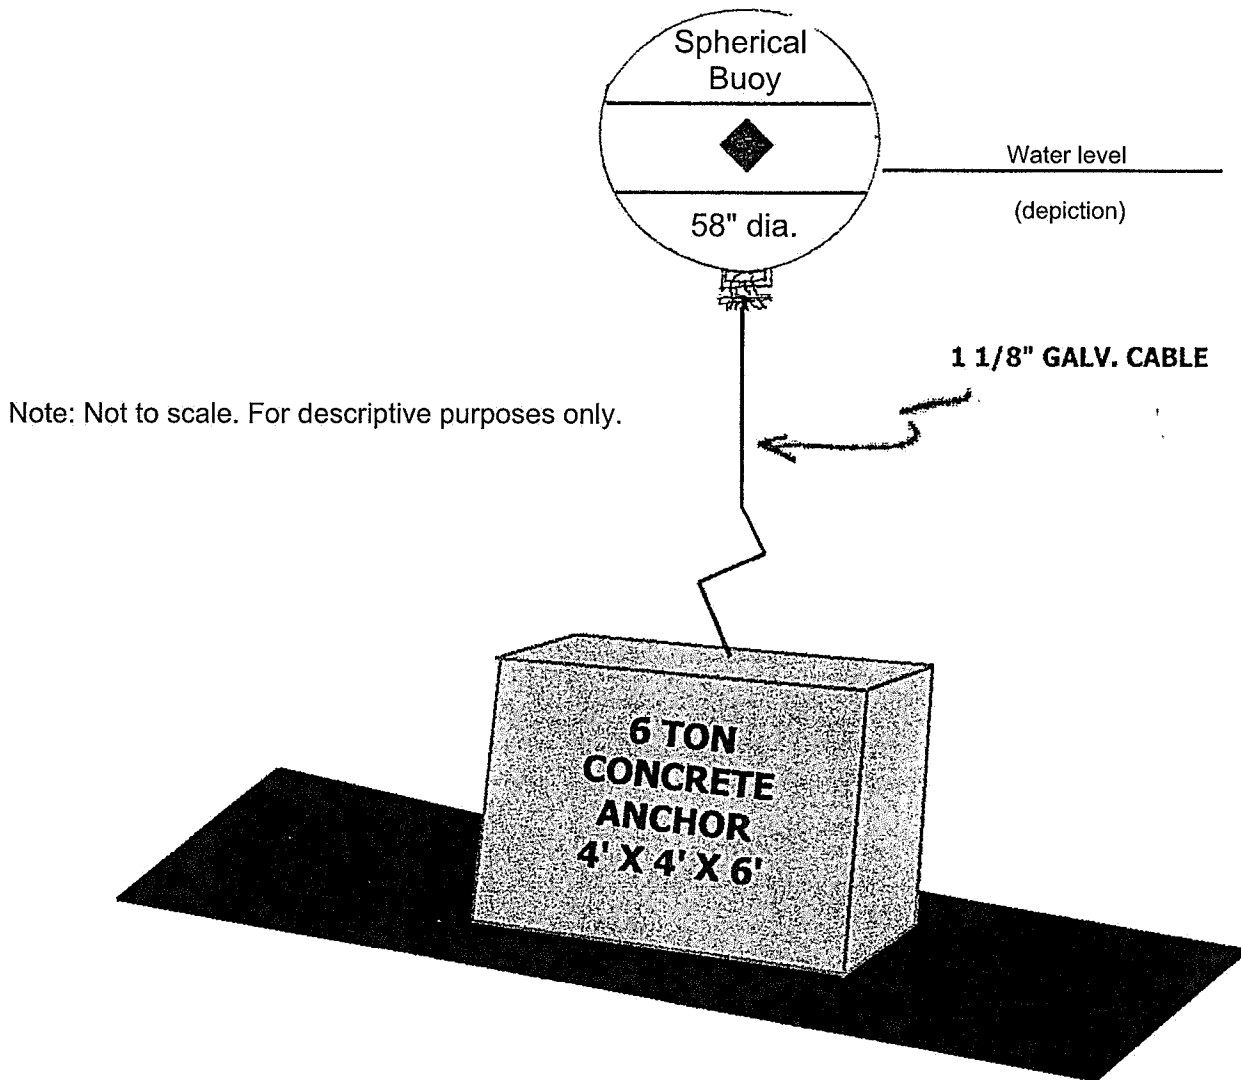 Spherical
Buoy
Water level
(depiction)
58" dia.
1 1/8" GALV. CABLE
Note: Not to scale. For descriptive purposes only.
6 TON
CONCRETE
ANCHOR
4' X 4' X 6'